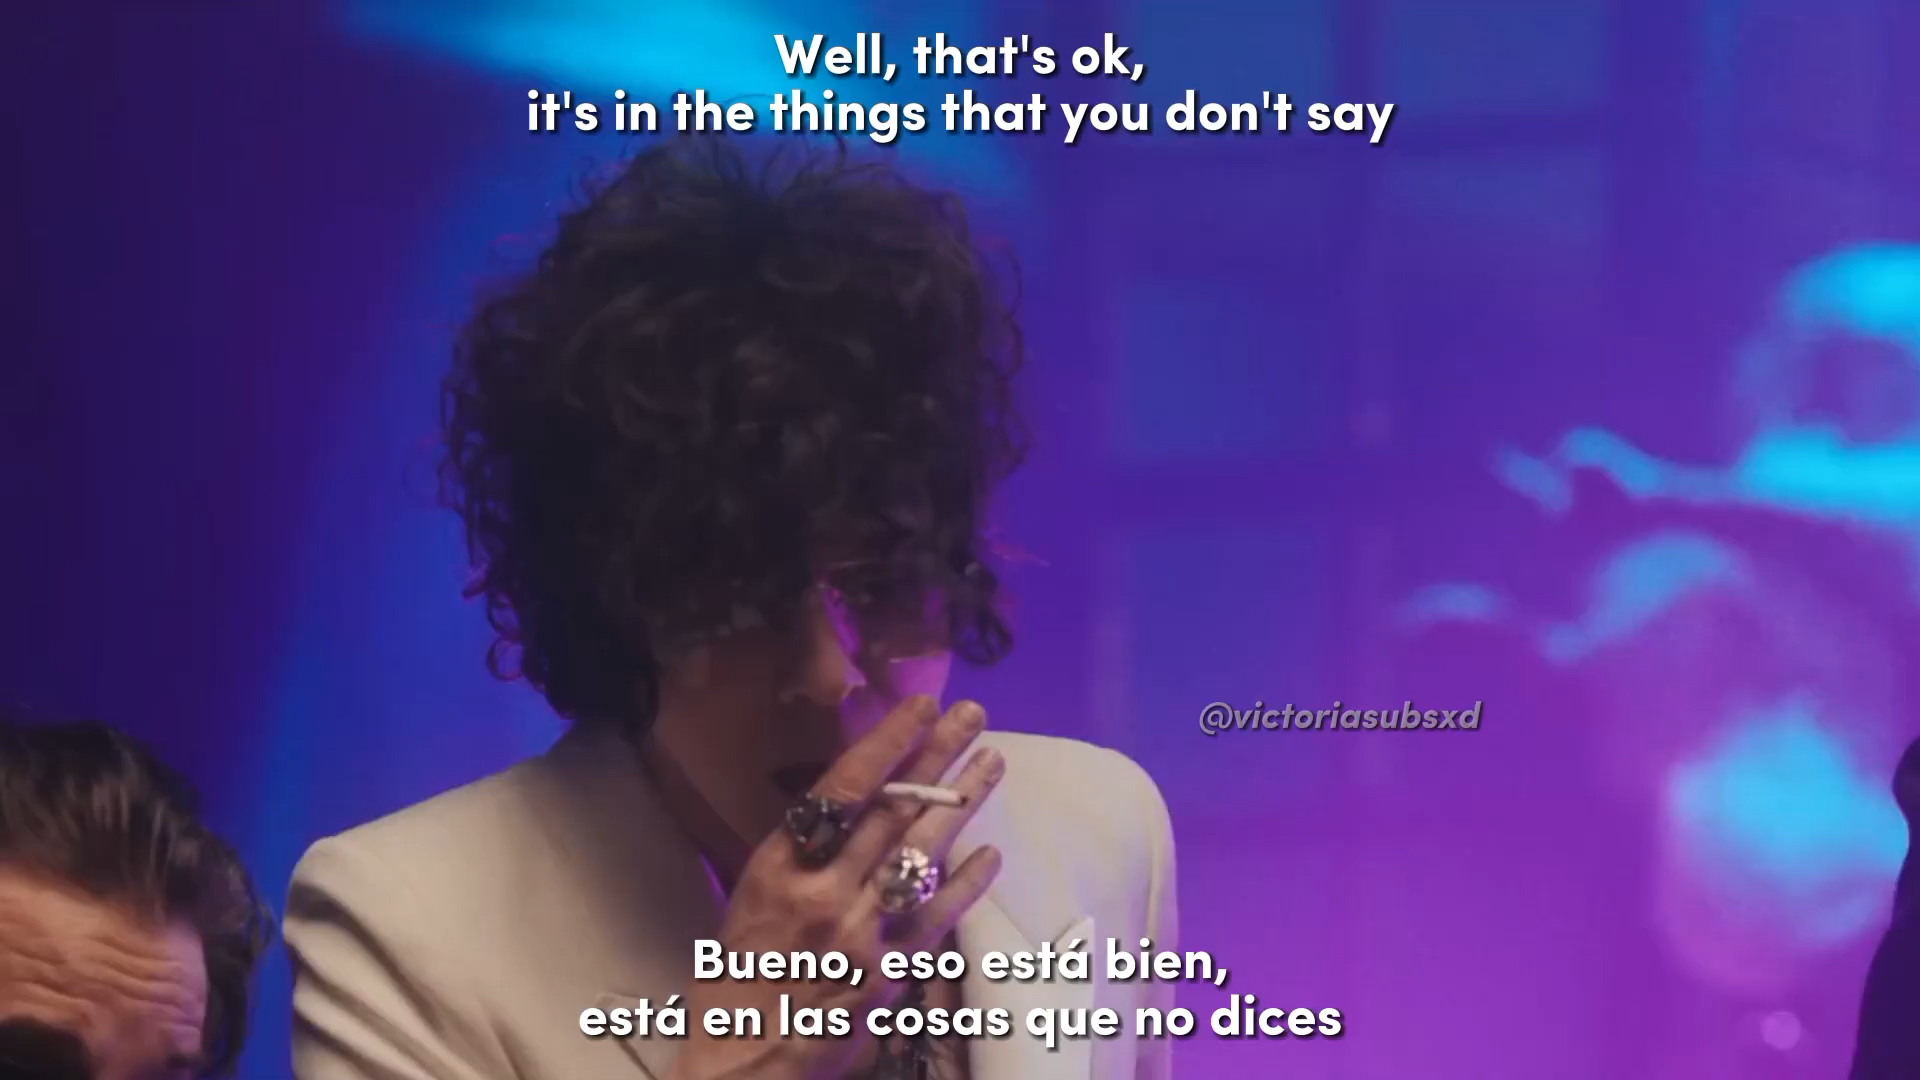 Well, that's ok,
it's in the things that you don't say
@victoriasubsxd
Bueno, eso está bien,
está en las cosas que no dices